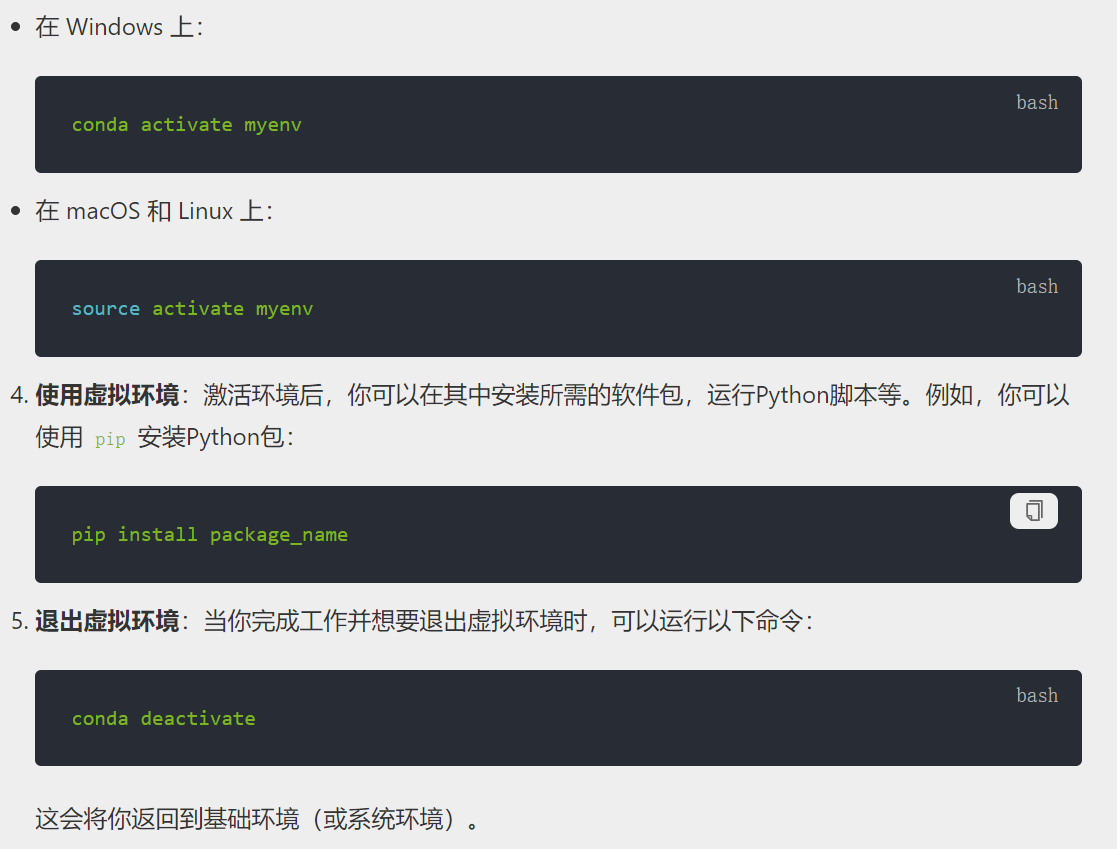 在 Windows 上：
bash
conda activate myenv
在 macOS 和 Linux 上：
bash
source activate myenv
4. 使用虚拟环境：激活环境后，你可以在其中安装所需的软件包，运行Python脚本等。例如，你可以
使用 pip 安装Python包：
pip install package_name
5. 退出虚拟环境：当你完成工作并想要退出虚拟环境时，可以运行以下命令：
bash
conda deactivate
这会将你返回到基础环境（或系统环境）。